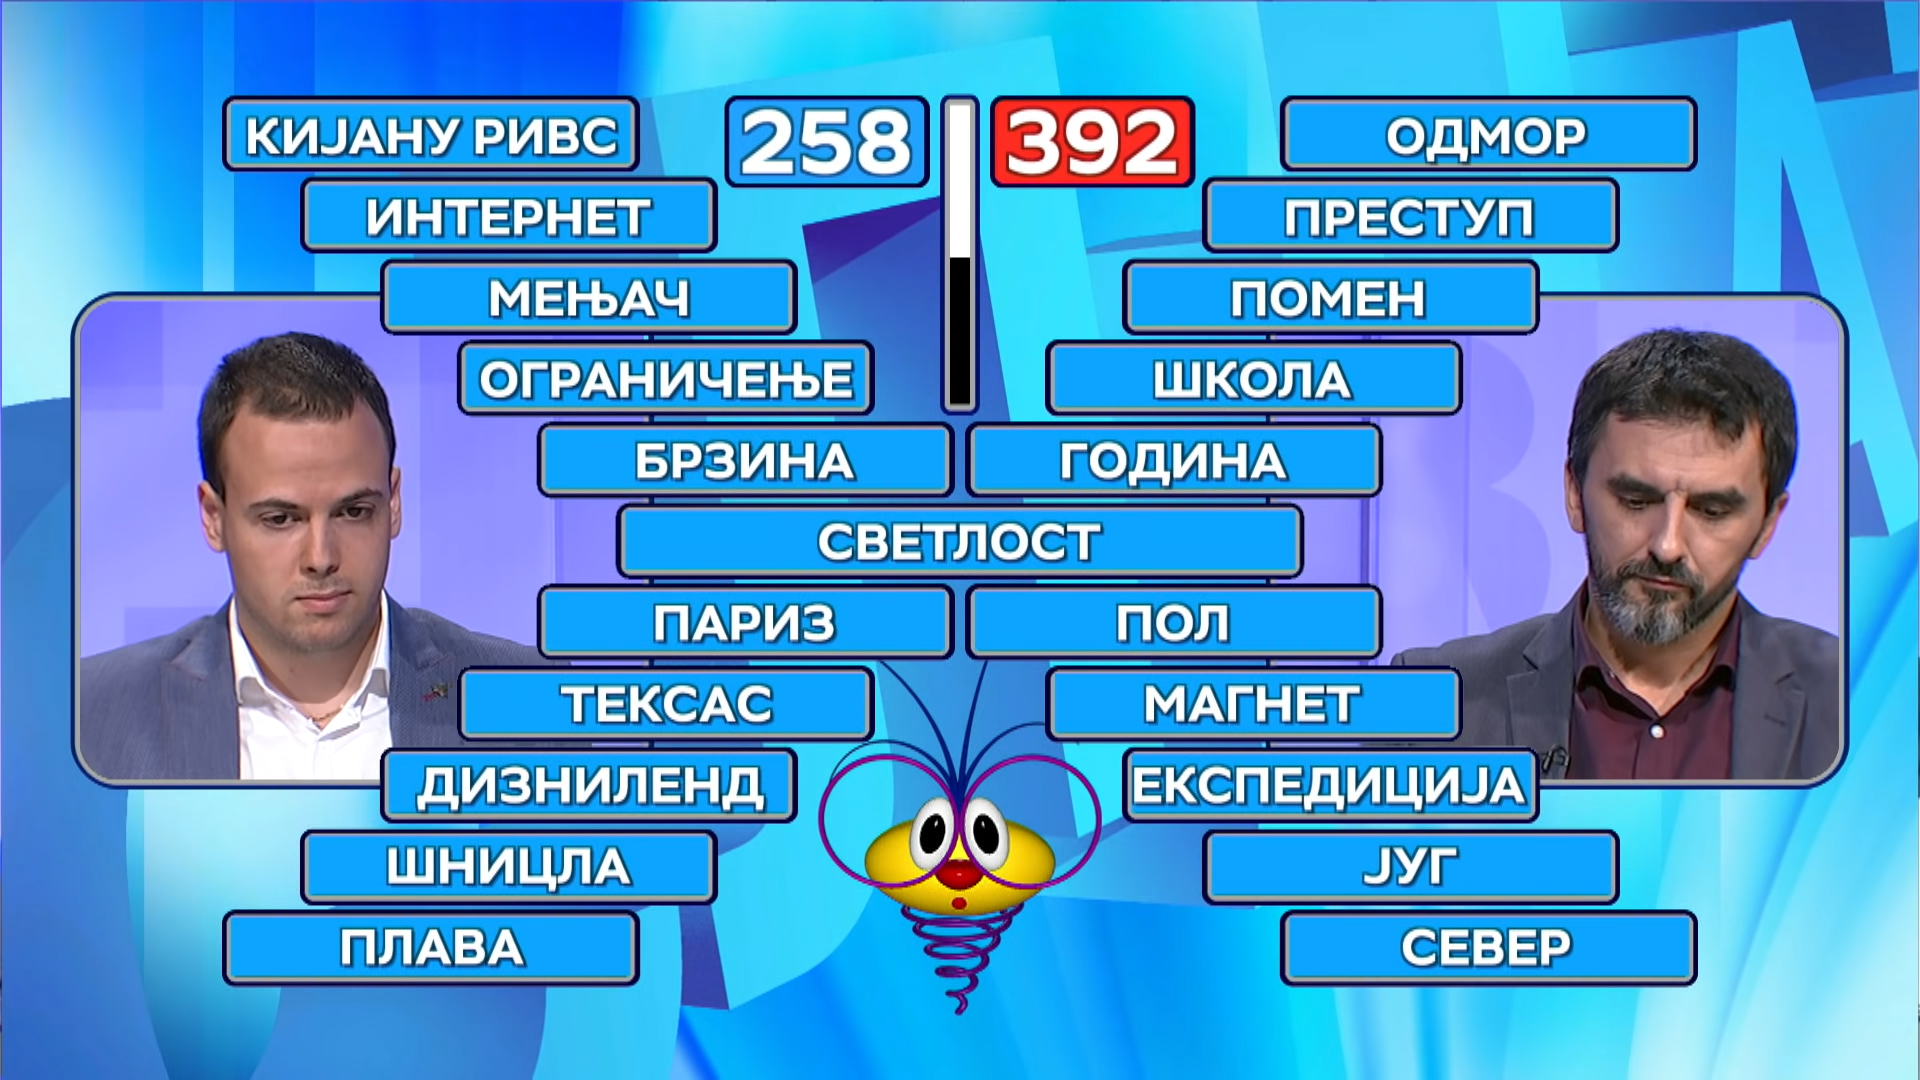 КИЈАНУ РИВС 258 392 ОДМОР
ИНТЕРНЕТ ПРЕСТУП
МЕЊАЧ ПОМЕН
ОГРАНИЧЕЊЕ ШКОЛА
БРЗИНА ГОДИНА
СВЕТЛОСТ
ПАРИЗ ПОЛ
ТЕКСАС МАГНЕТ
ДИЗНИЛЕНД ЕКСПЕДИЦИЈА
ШНИЦЛА ЈУГ
ПЛАВА СЕВЕР